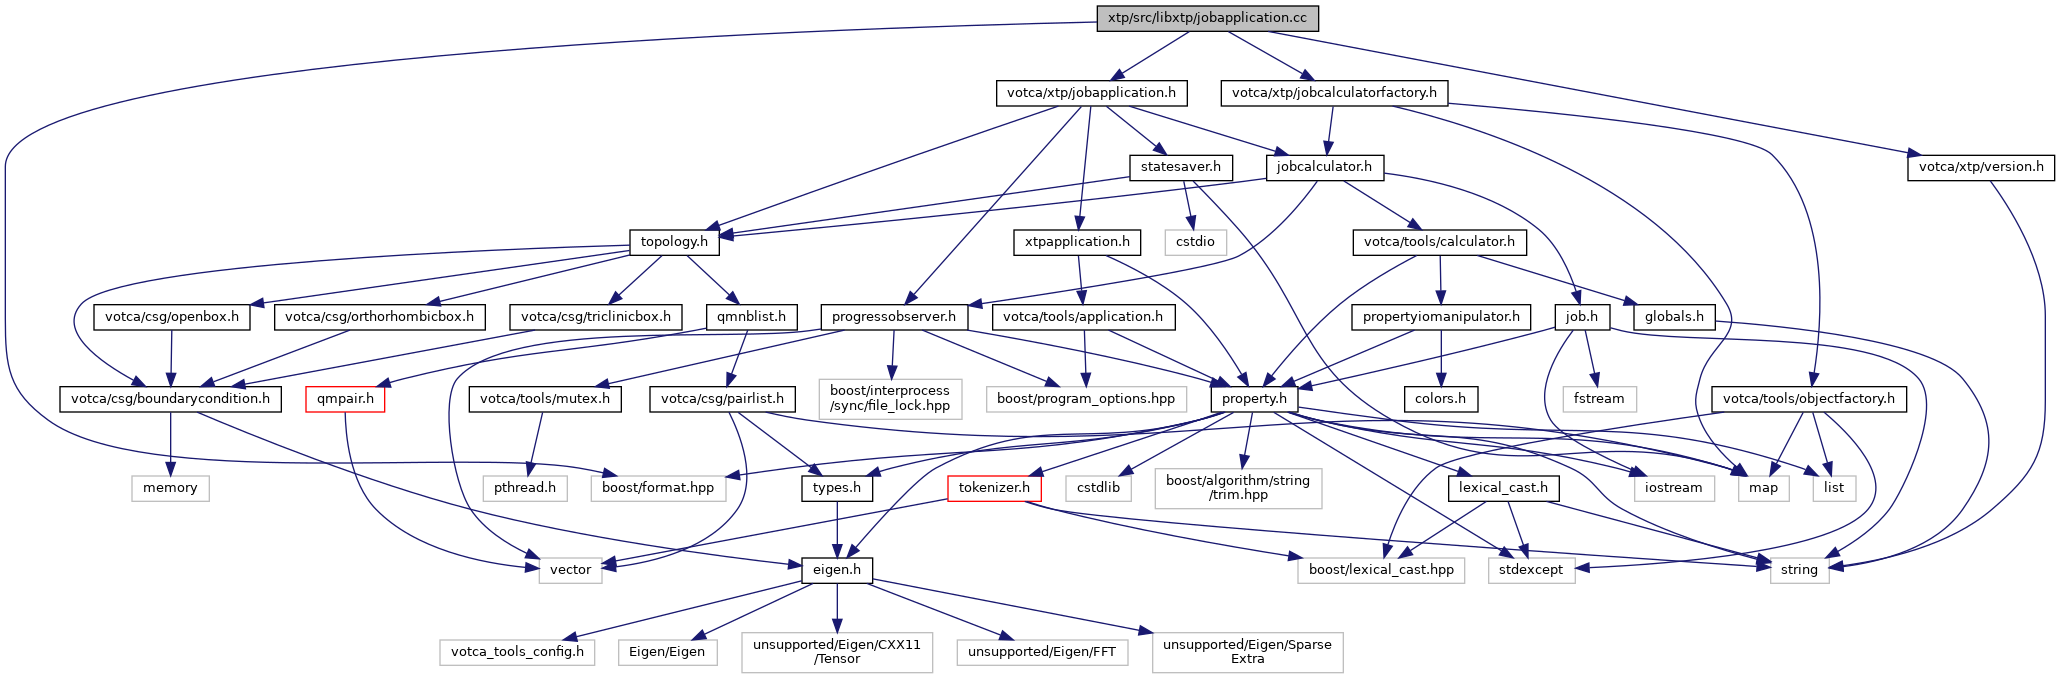 xtp/src/libxtp/jobapplication.cc
votca/xtp/jobapplication.h
votca/xtp/jobcalculatorfactory.h
statesaver.h
jobcalculator.h
votca/xtp/version.h
topology.h
xtpapplication.h
cstdio
votca/tools/calculator.h
votca/csg/openbox.h
votca/csg/orthorhombicbox.h
votca/csg/triclinicbox.h
qmnblist.h
progressobserver.h
votca/tools/application.h
propertyiomanipulator.h
job.h
globals.h
votca/csg/boundarycondition.h
qmpair.h
votca/tools/mutex.h
votca/csg/pairlist.h
boost/interprocess
/sync/file_lock.hpp
boost/program_options.hpp
property.h
colors.h
fstream
votca/tools/objectfactory.h
memory
pthread.h
boost/format.hpp
types.h
tokenizer.h
cstdlib
boost/algorithm/string
/trim.hpp
lexical_cast.h
iostream
map
list
vector
eigen.h
boost/lexical_cast.hpp
stdexcept
string
votca_tools_config.h
Eigen/Eigen
unsupported/Eigen/CXX11
/Tensor
unsupported/Eigen/FFT
unsupported/Eigen/Sparse
Extra